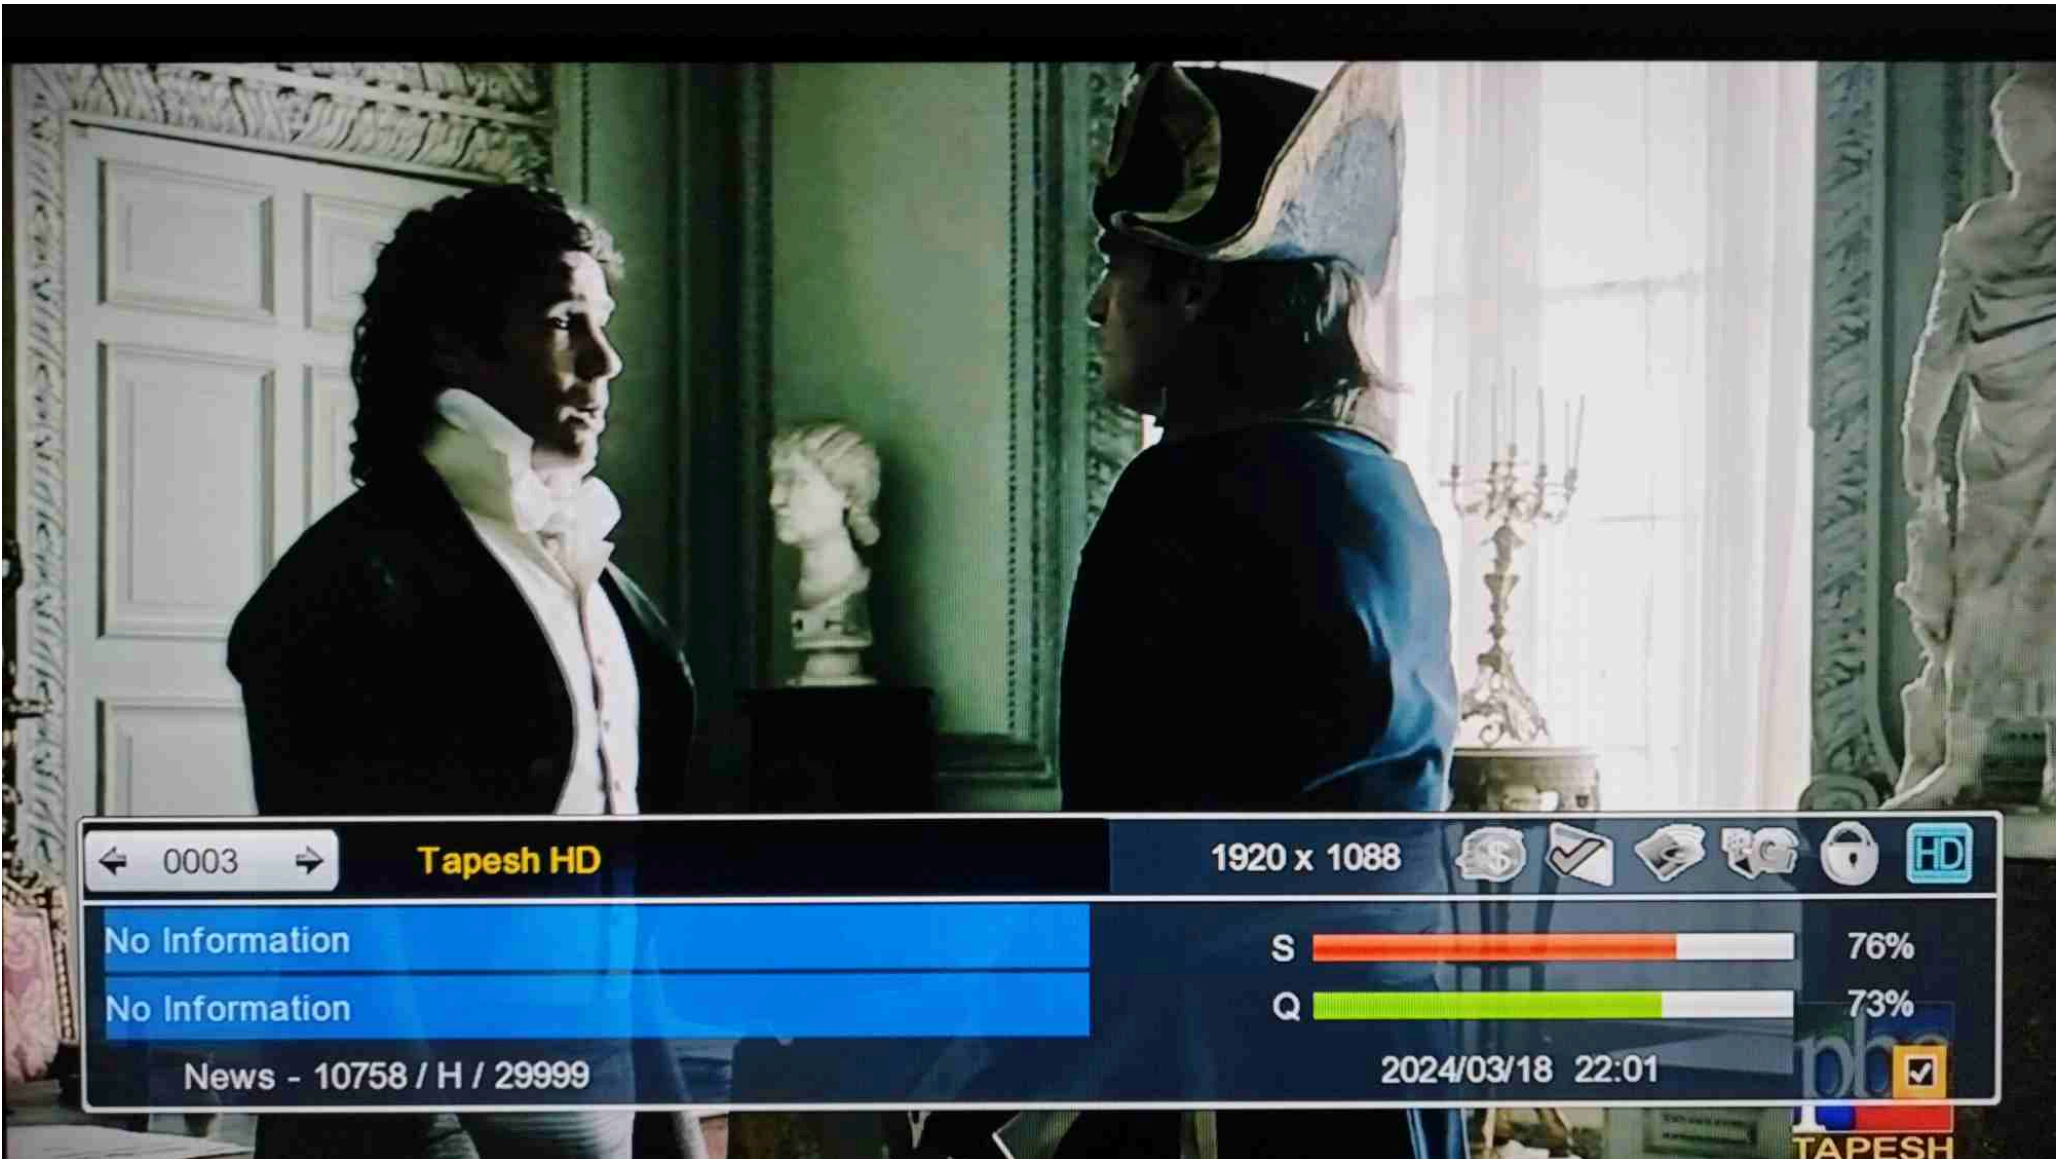 0003
Tapesh HD
1920 x 1088
HD
No Information
No Information
S 76%
Q 73%
News - 10758 / H / 29999
2024/03/18 22:01
TAPESH